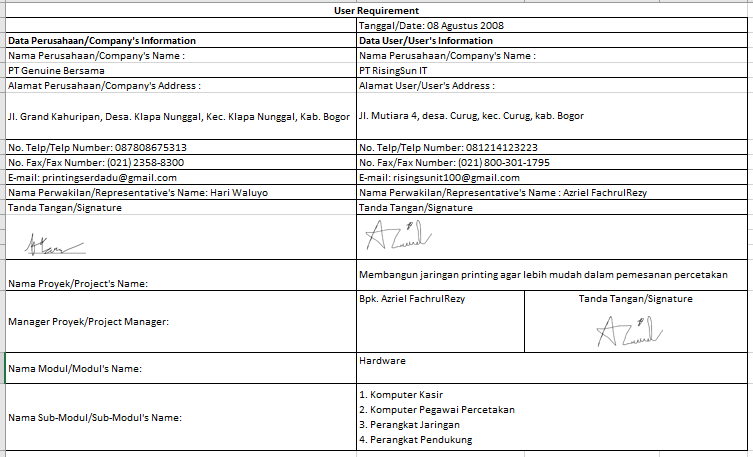 User Requirement
Tanggal/Date: 08 Agustus 2008
Data Perusahaan/Company's Information
Data User/User's Information
Nama Perusahaan/Company's Name :
Nama Perusahaan/Company's Name :
PT Genuine Bersama
PT RisingSun IT
Alamat Perusahaan/Company's Address :
Alamat User/User's Address :
Jl. Grand Kahuripan, Desa. Klapa Nunggal, Kec. Klapa Nunggal, Kab. Bogor
Jl. Mutiara 4, desa. Curug, kec. Curug, kab. Bogor
No. Telp/Telp Number: 087808675313
No. Telp/Telp Number: 081214123223
No. Fax/Fax Number: (021) 2358-8300
No. Fax/Fax Number: (021) 800-301-1795
E-mail: printingserdadu@gmail.com
E-mail: risingsunit100@gmail.com
Nama Perwakilan/Representative's Name: Hari Waluyo
Nama Perwakilan/Representative's Name : Azriel FachrulRezy
Tanda Tangan/Signature
Tanda Tangan/Signature
Nama Proyek/Project's Name:
Membangun jaringan printing agar lebih mudah dalam pemesanan percetakan
Manager Proyek/Project Manager:
Bpk. Azriel FachrulRezy
Tanda Tangan/Signature
Nama Modul/Modul's Name:
Hardware
Nama Sub-Modul/Sub-Modul's Name:
1. Komputer Kasir
2. Komputer Pegawai Percetakan
3. Perangkat Jaringan
4. Perangkat Pendukung